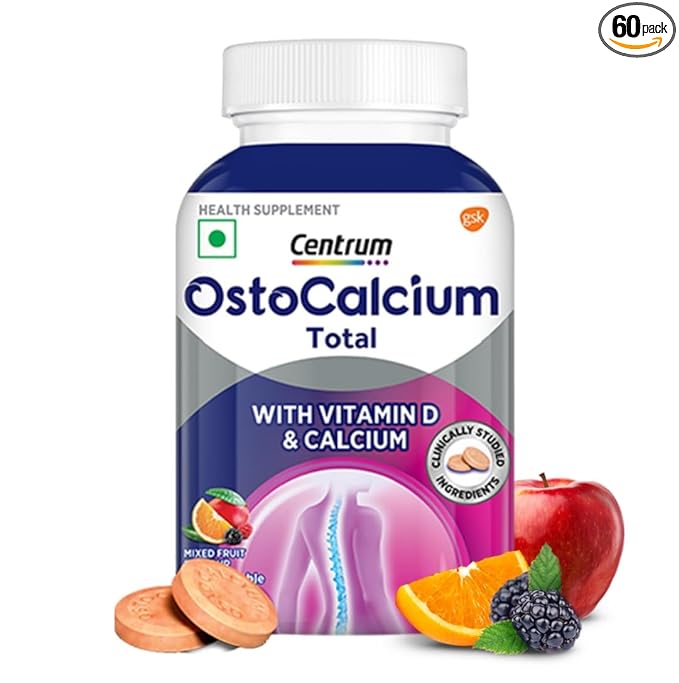 60 pack
HEALTH SUPPLEMENT
gsk
Centrum
OstoCalcium
Total
WITH VITAMIN D
& CALCIUM
CLINICALLY STUDIED
INGREDIENTS
MIXED FRUIT